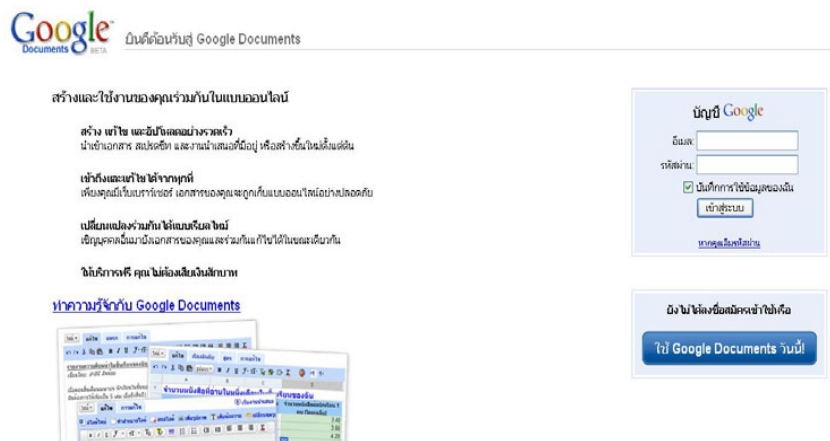 Google Documents BETA
ยินดีต้อนรับสู่ Google Documents
สร้างและใช้งานของคุณร่วมกันในแบบออนไลน์
สร้าง แก้ไข และอัปโหลดอย่างรวดเร็ว
นำเข้าเอกสาร สเปรดชีท และงานนำเสนอที่มีอยู่ หรือสร้างขึ้นใหม่ตั้งแต่ต้น
เข้าถึงและแก้ไขได้จากทุกที่
เพียงคุณมีเว็บเบราว์เซอร์ เอกสารของคุณจะถูกเก็บแบบออนไลน์อย่างปลอดภัย
เปลี่ยนแปลงร่วมกันได้แบบเรียลไทม์
เชิญบุคคลอื่นมายังเอกสารของคุณและร่วมกันแก้ไขได้ในขณะเดียวกัน
ให้บริการฟรี คุณไม่ต้องเสียเงินสักบาท
ทำความรู้จักกับ Google Documents
บัญชี Google
อีเมล:
รหัสผ่าน:
บันทึกการใช้ข้อมูลของฉัน
เข้าสู่ระบบ
หากคุณลืมรหัสผ่าน
ยังไม่ได้ลงชื่อสมัครเข้าใช้หรือ
ใช้ Google Documents วันนี้!